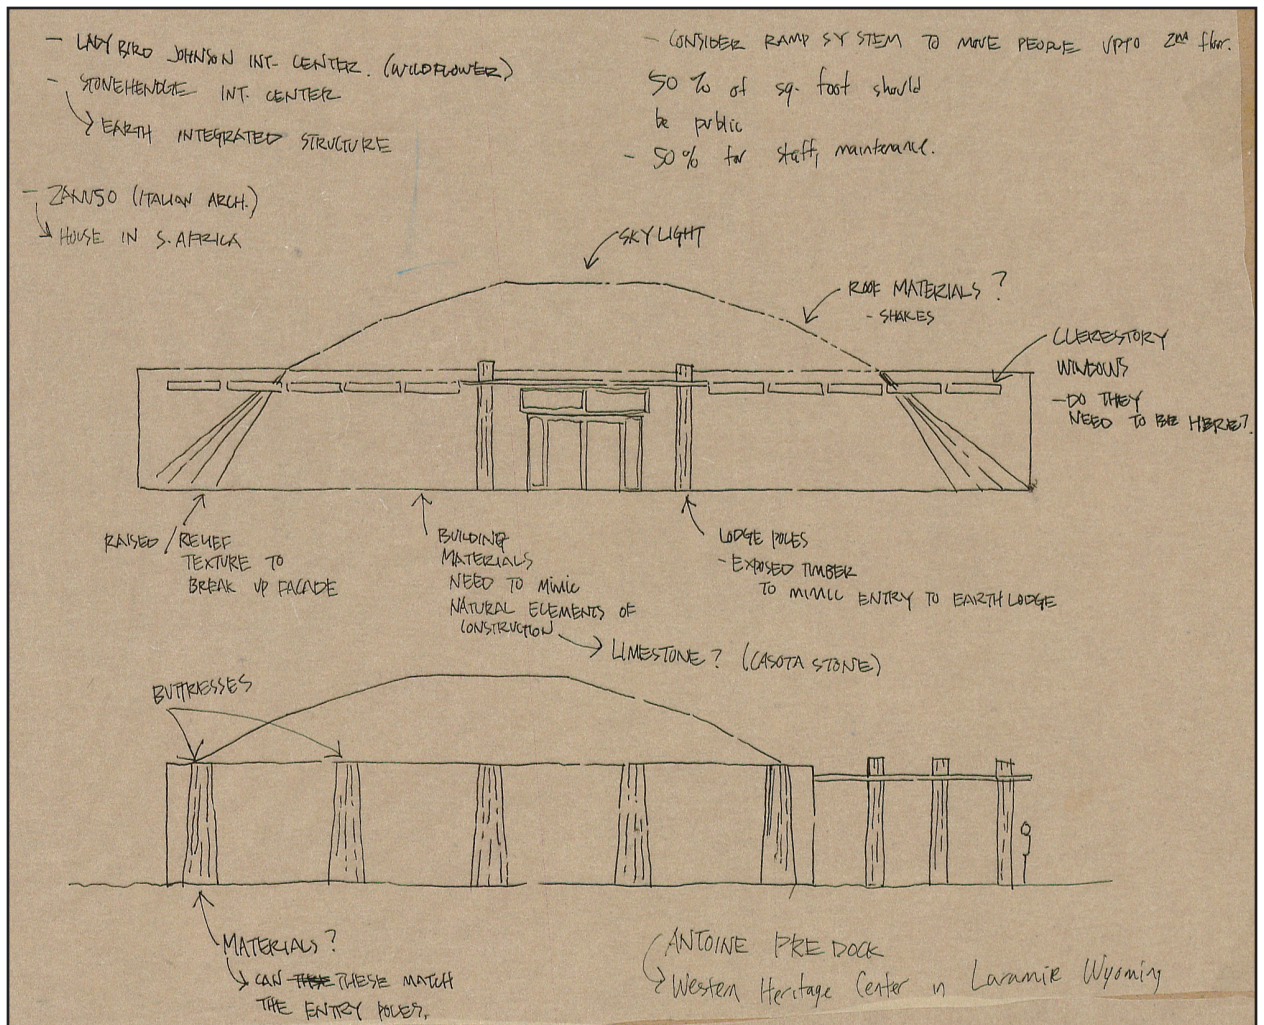 - LADY BIRD JOHNSON INT. CENTER. (WILDFLOWER)
- STONEHENDGE INT. CENTER
EARTH INTEGRATED STRUCTURE
- ZANUSO (ITALIAN ARCH.)
HOUSE IN S. AFRICA
- CONSIDER RAMP SYSTEM TO MOVE PEOPLE UPTO 2nd floor.
50 % of sq. foot should
be public
- 50% for staff, maintenance.
SKYLIGHT
ROOF MATERIALS ?
- SHAKES
CLERESTORY
WINDOWS
- DO THEY
NEED TO BE HERE?
RAISED / RELIEF
TEXTURE TO
BREAK UP FACADE
BUILDING
MATERIALS
NEED TO MIMIC
NATURAL ELEMENTS OF
CONSTRUCTION
LIMESTONE ? (CASOTA STONE)
LODGE POLES
- EXPOSED TIMBER
TO MIMIC ENTRY TO EARTH LODGE
BUTTRESSES
MATERIALS ?
CAN THESE MATCH
THE ENTRY POLES.
ANTOINE PREDOCK
Western Heritage Center in Laramie Wyoming